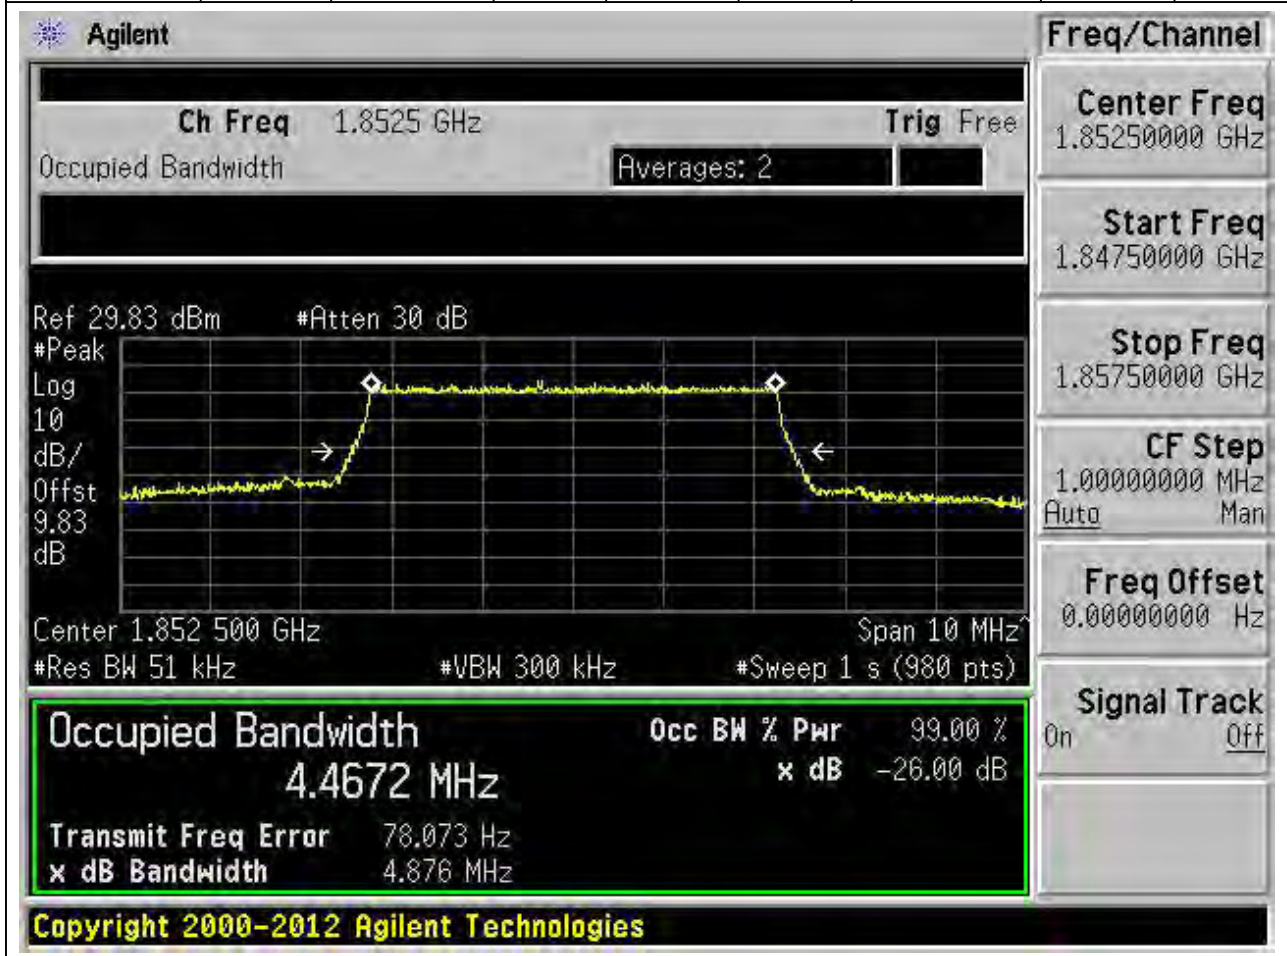 Agilent
Freq/Channel
Ch Freq 1.8525 GHz Trig Free
Occupied Bandwidth Averages: 2
Center Freq
1.85250000 GHz
Start Freq
1.84750000 GHz
Stop Freq
1.85750000 GHz
CF Step
1.00000000 MHz
Auto Man
Freq Offset
0.00000000 Hz
Signal Track
On Off
Ref 29.83 dBm #Atten 30 dB
#Peak
Log
10
dB/
Offst
9.83
dB
Center 1.852 500 GHz Span 10 MHz^
#Res BW 51 kHz #VBW 300 kHz #Sweep 1 s (980 pts)
Occupied Bandwidth
4.4672 MHz
Occ BW % Pwr 99.00 %
x dB -26.00 dB
Transmit Freq Error 78.073 Hz
x dB Bandwidth 4.876 MHz
Copyright 2000-2012 Agilent Technologies